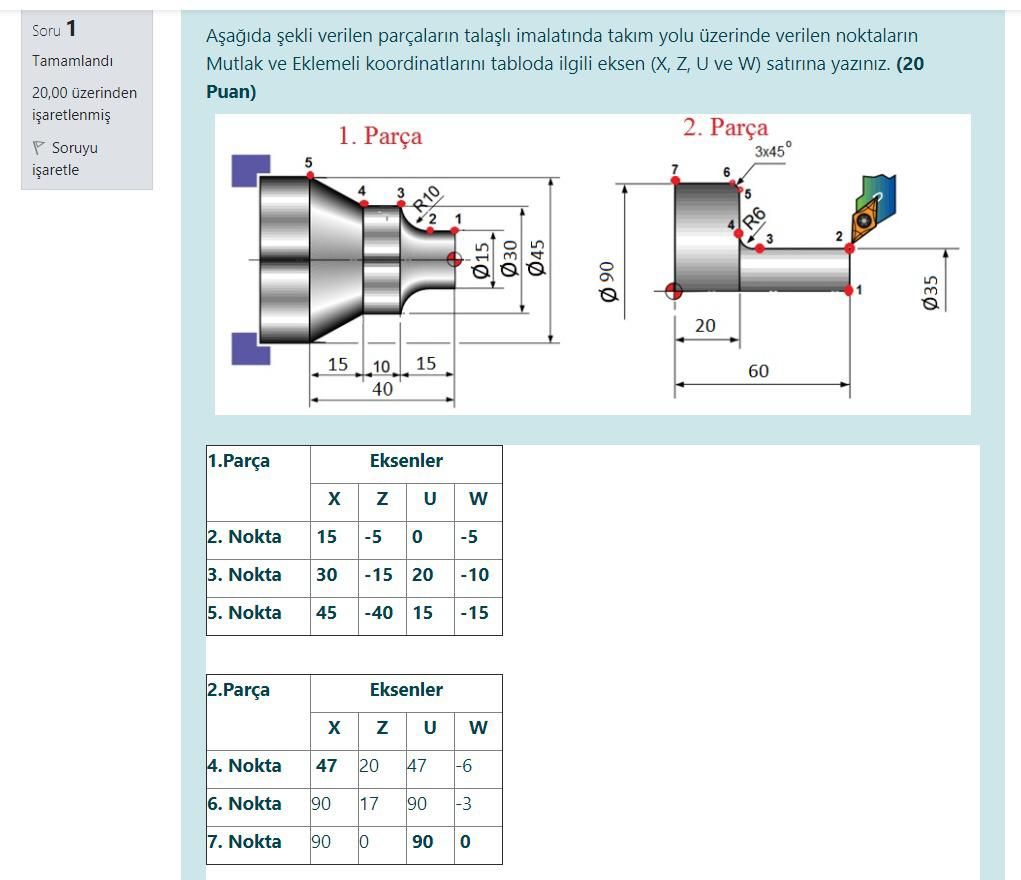 Soru 1
Tamamlandı
20,00 üzerinden
işaretlenmiş
Soruyu
işaretle
Aşağıda şekli verilen parçaların talaşlı imalatında takım yolu üzerinde verilen noktaların
Mutlak ve Eklemeli koordinatlarını tabloda ilgili eksen (X, Z, U ve W) satırına yazınız. (20
Puan)
1. Parça
5
4
3
R10
2
1
Ø15
Ø30
Ø45
15
10
15
40
2. Parça
3x45°
7
6
5
4
R6
3
2
1
Ø 90
Ø35
20
60
1.Parça Eksenler
X Z U W
2. Nokta 15 -5 0 -5
3. Nokta 30 -15 20 -10
5. Nokta 45 -40 15 -15
2.Parça Eksenler
X Z U W
4. Nokta 47 20 47 -6
6. Nokta 90 17 90 -3
7. Nokta 90 0 90 0